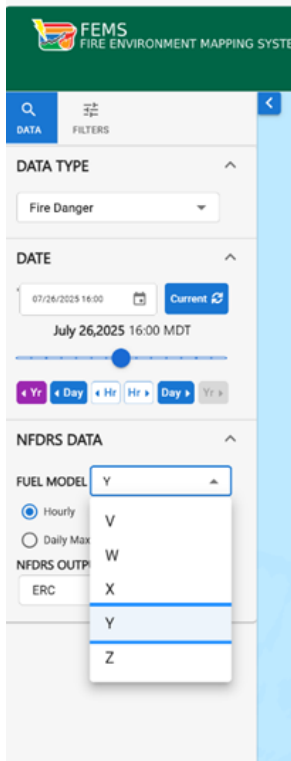 FEMS
FIRE ENVIRONMENT MAPPING SYSTE
DATA
FILTERS
DATA TYPE
Fire Danger
DATE
07/26/2025 16:00
Current
July 26,2025 16:00 MDT
Yr
Day
Hr
Hr
Day
Yr
NFDRS DATA
FUEL MODEL
Y
Hourly
Daily Max
NFDRS OUTP
ERC
V
W
X
Y
Z